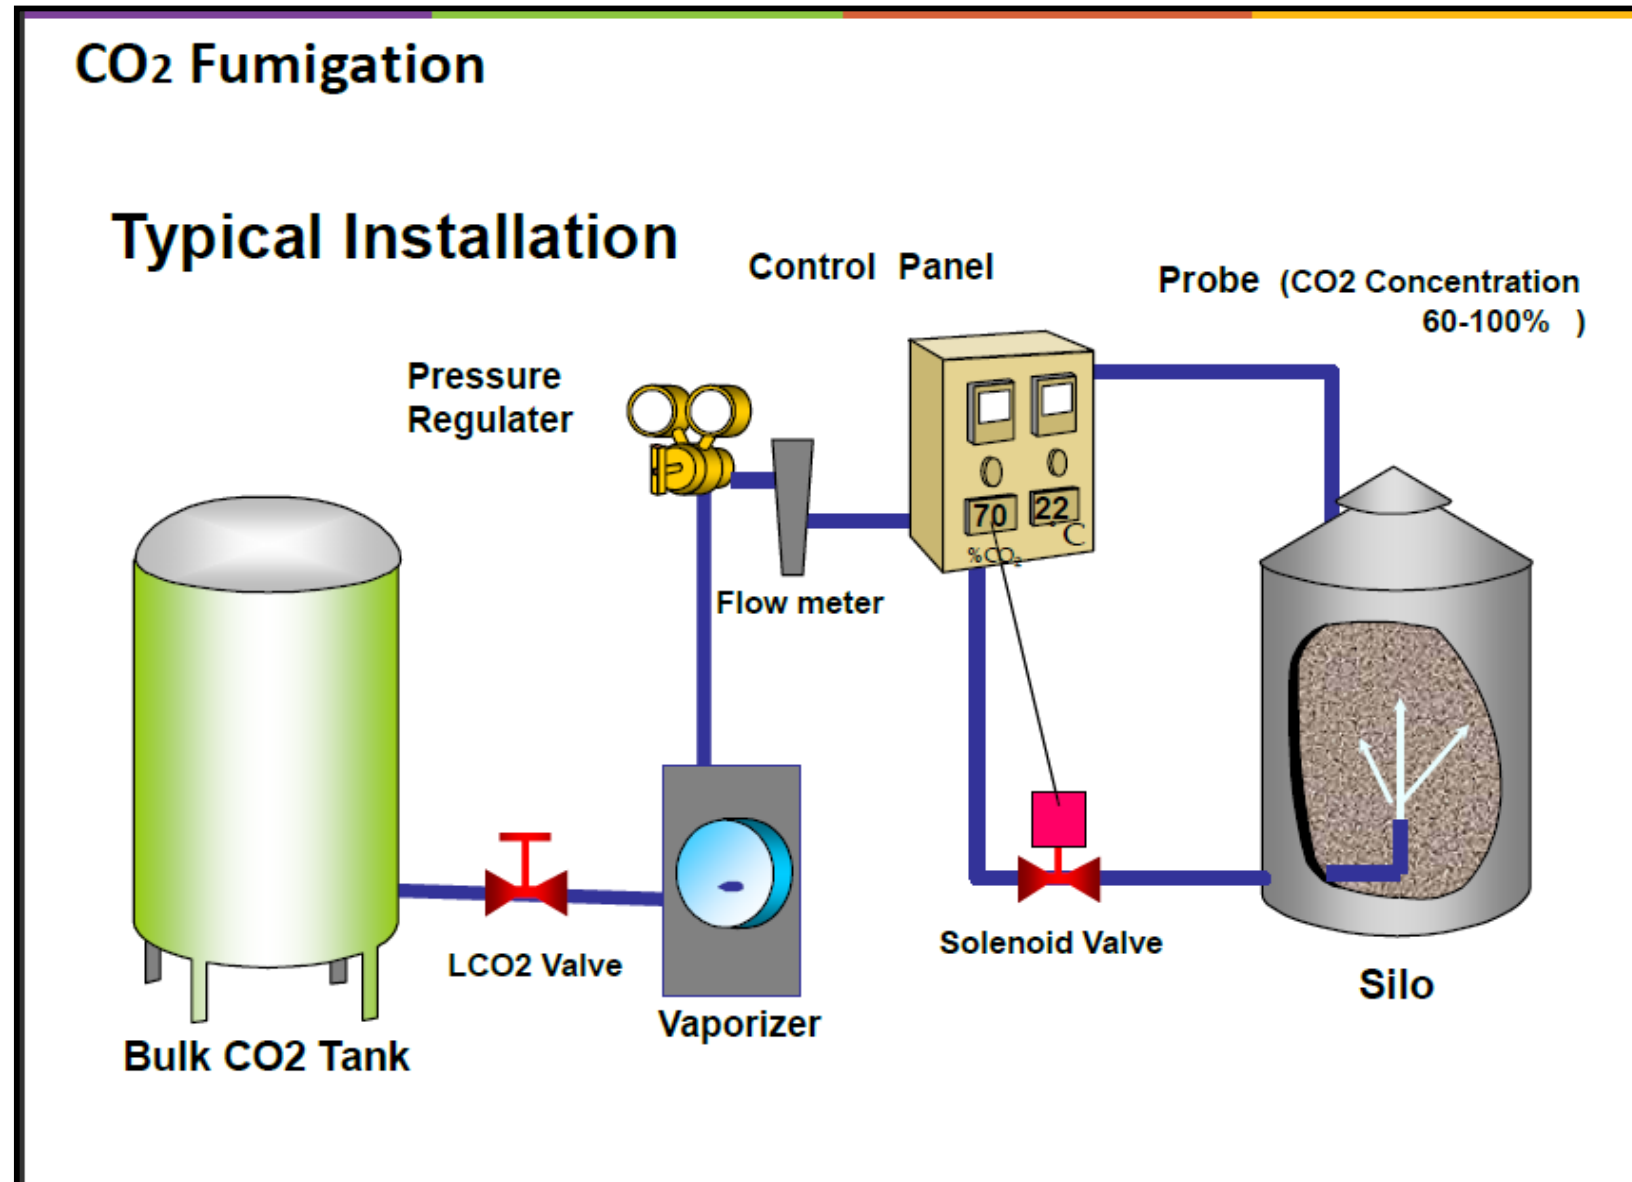 CO2 Fumigation
Typical Installation
Control Panel
Probe (CO2 Concentration
60-100% )
Pressure
Regulater
70
22
°C
%CO2
Flow meter
Solenoid Valve
LCO2 Valve
Silo
Vaporizer
Bulk CO2 Tank